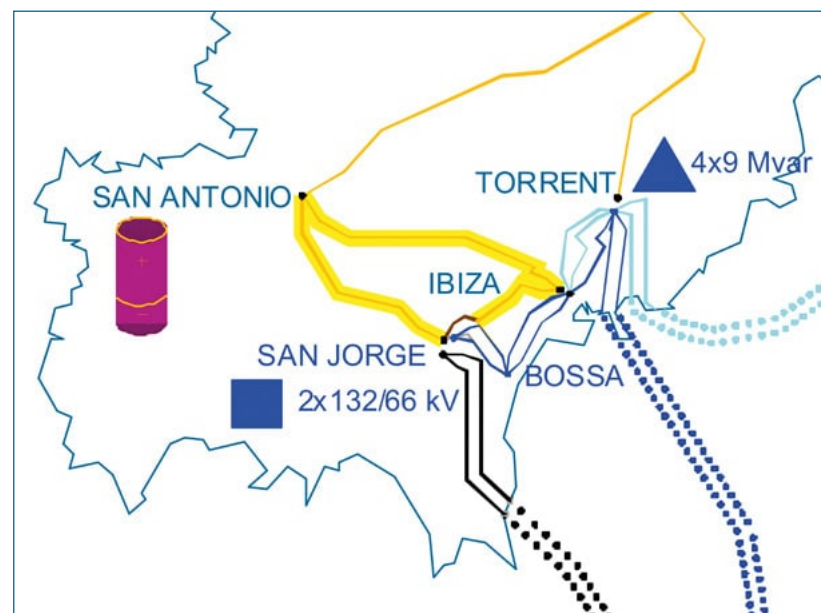 TORRENT
4x9 Mvar
SAN ANTONIO
IBIZA
SAN JORGE
BOSSA
2x132/66 kV